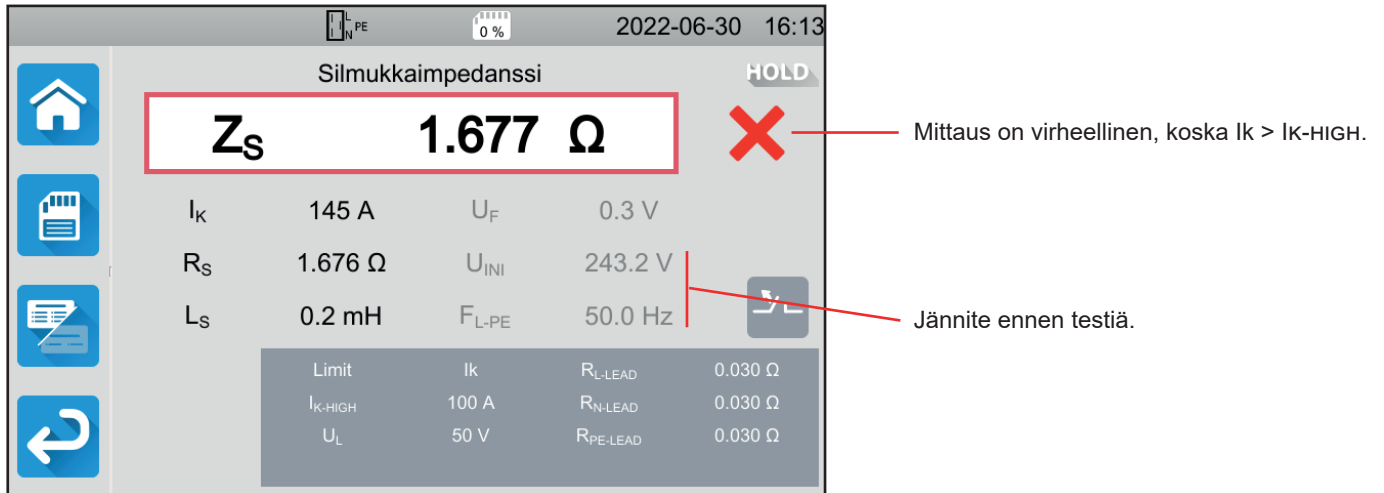 L PE N 0 % 2022-06-30 16:13
Silmukkaimpedanssi HOLD
ZS 1.677 Ω
Mittaus on virheellinen, koska Ik > IK-HIGH.
IK 145 A UF 0.3 V
RS 1.676 Ω UINI 243.2 V
LS 0.2 mH FL-PE 50.0 Hz
Jännite ennen testiä.
Limit Ik RL-LEAD 0.030 Ω
IK-HIGH 100 A RN-LEAD 0.030 Ω
UL 50 V RPE-LEAD 0.030 Ω